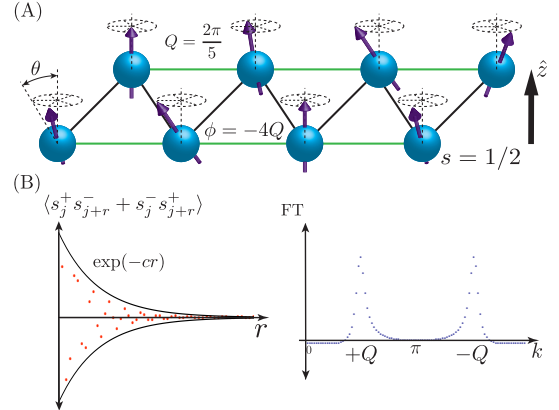 (A)
Q = 2π/5
θ
ẑ
ϕ = −4Q
s = 1/2
(B)
⟨s_j^+ s_{j+r}^- + s_j^- s_{j+r}^+⟩
FT
exp(−cr)
r
0
+Q
π
−Q
k